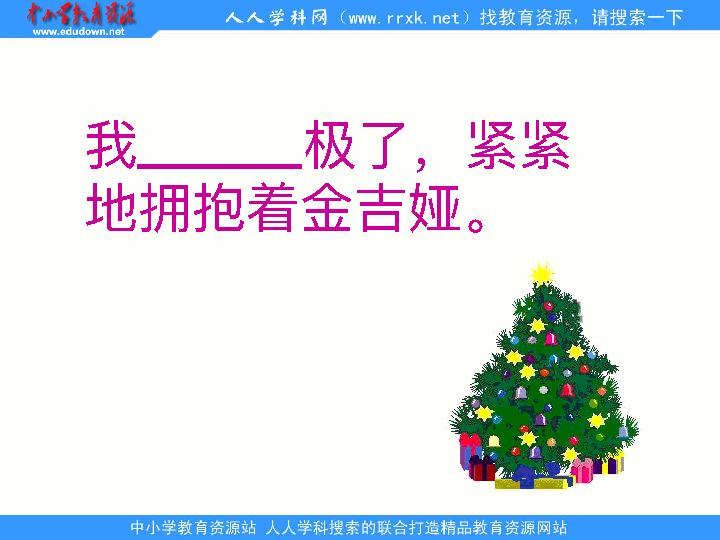 中小学教育资源
www.edudown.net
人人学科网（www.rrxk.net）找教育资源，请搜索一下
我______极了，紧紧
地拥抱着金吉娅。
中小学教育资源站 人人学科搜索的联合打造精品教育资源网站